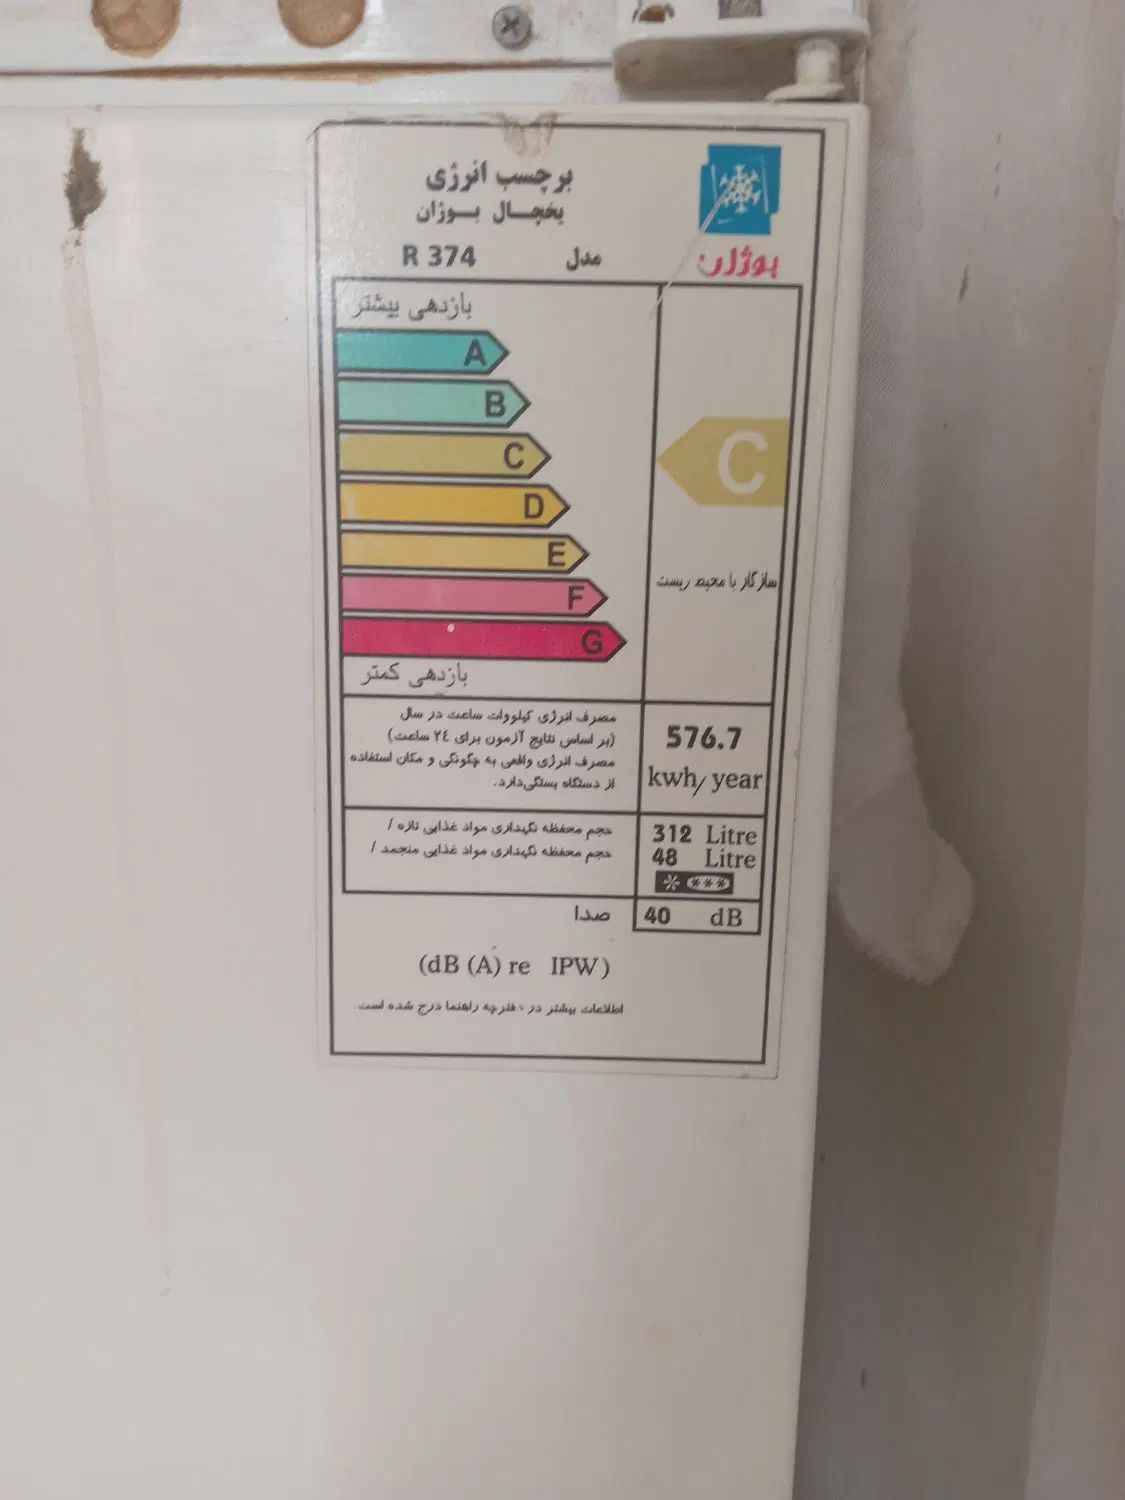 برچسب انرژی
یخچال بوژان
مدل R 374
بوژان
بازدهی بیشتر
A
B
C
D
E
F
G
بازدهی کمتر
C
سازگار با محیط زیست
مصرف انرژی کیلووات ساعت در سال
(بر اساس نتایج آزمون برای ٢٤ ساعت)
مصرف انرژی واقعی به چگونگی و مکان استفاده
از دستگاه بستگی دارد.
576.7
kwh/year
حجم محفظه نگهداری مواد غذایی تازه /
312 Litre
حجم محفظه نگهداری مواد غذایی منجمد /
48 Litre
* ***
صدا
40 dB
(dB (A) re IPW)
اطلاعات بیشتر در دفترچه راهنما درج شده است.